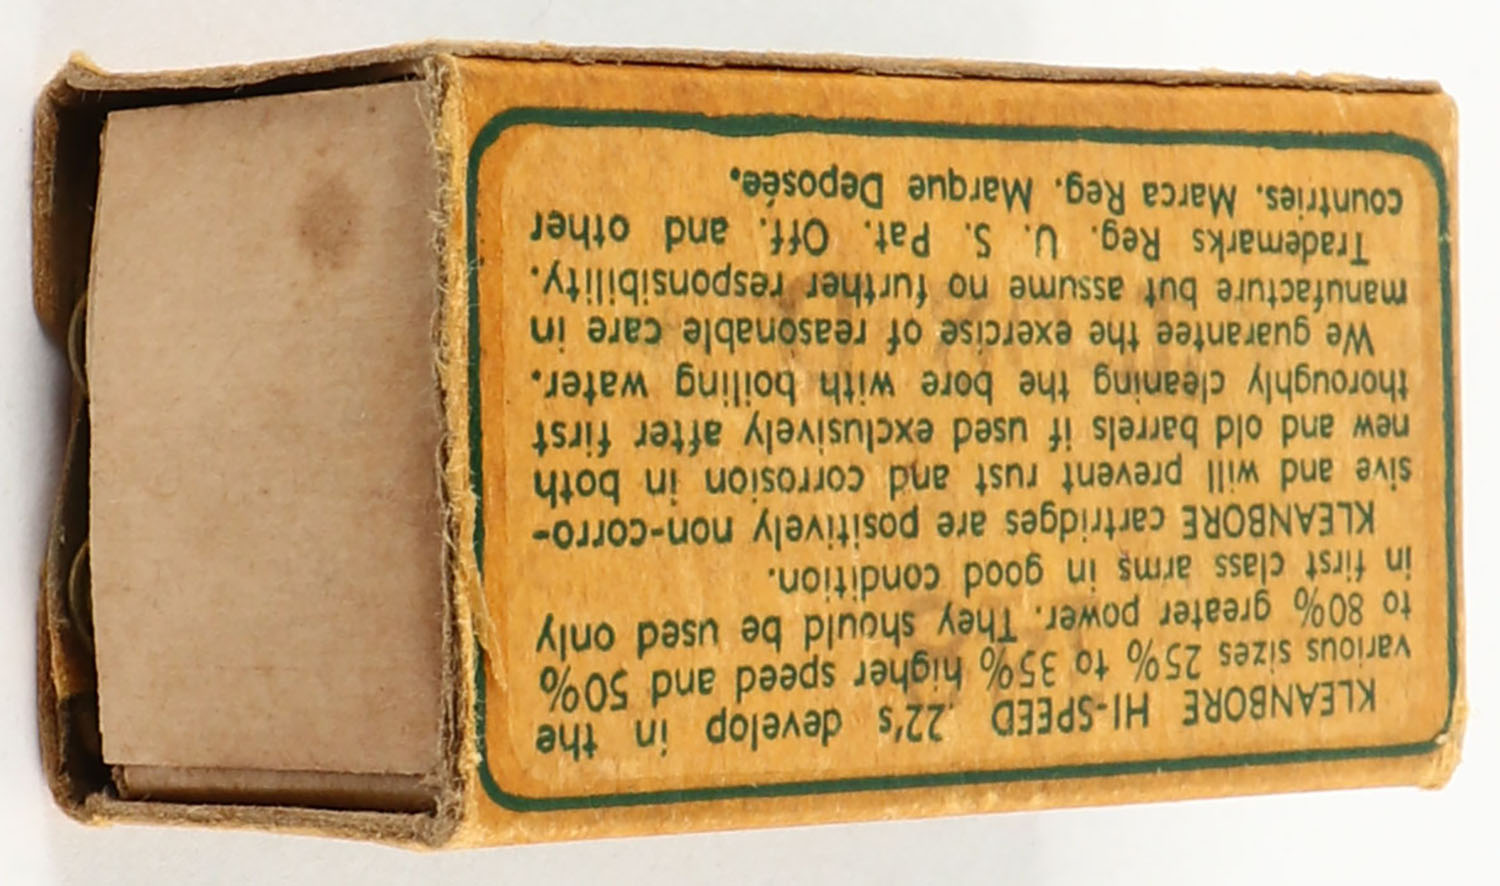 KLEANBORE HI-SPEED .22's develop in the
various sizes 25% to 35% higher speed and 50%
to 80% greater power. They should be used only
in first class arms in good condition.
KLEANBORE cartridges are positively non-corro-
sive and will prevent rust and corrosion in both
new and old barrels if used exclusively after first
thoroughly cleaning the bore with boiling water.
We guarantee the exercise of reasonable care in
manufacture but assume no further responsibility.
Trademarks Reg. U. S. Pat. Off. and other
countries. Marca Reg. Marque Deposée.